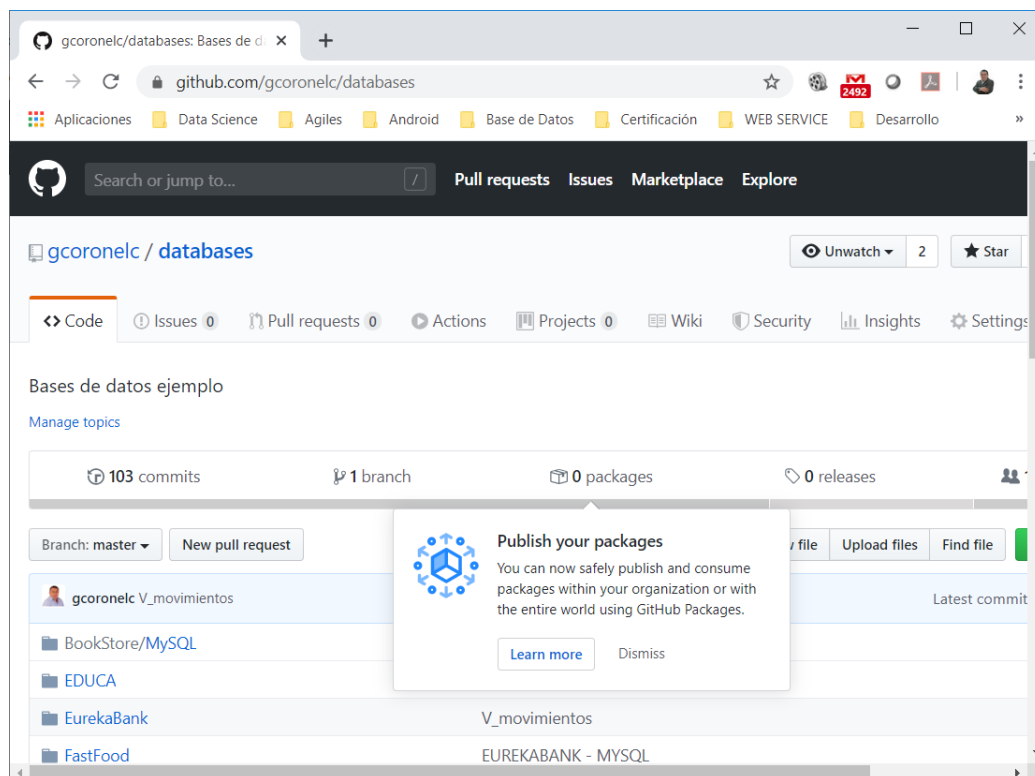 gcoronelc/databases: Bases de d
github.com/gcoronelc/databases
2492
Aplicaciones Data Science Agiles Android Base de Datos Certificación WEB SERVICE Desarrollo »
Search or jump to... / Pull requests Issues Marketplace Explore
gcoronelc / databases Unwatch 2 Star
<> Code Issues 0 Pull requests 0 Actions Projects 0 Wiki Security Insights Settings
Bases de datos ejemplo
Manage topics
103 commits 1 branch 0 packages 0 releases 1
Branch: master New pull request file Upload files Find file
Publish your packages
You can now safely publish and consume
packages within your organization or with
the entire world using GitHub Packages.
Learn more Dismiss
gcoronelc V_movimientos Latest commit
BookStore/MySQL
EDUCA
EurekaBank V_movimientos
FastFood EUREKABANK - MYSQL